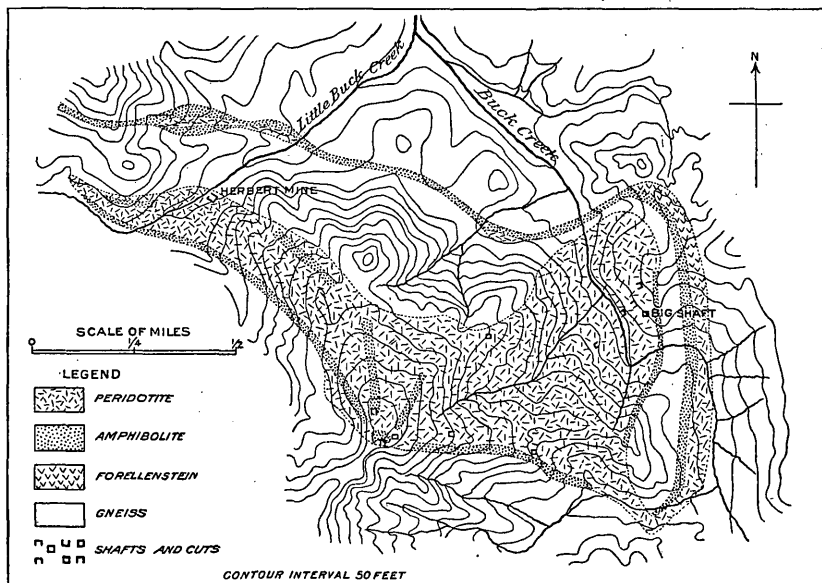 N
Little Buck Creek
Buck Creek
HERBERT MINE
BIG SHAFT
SCALE OF MILES
0 1/4 1/2
LEGEND
PERIDOTITE
AMPHIBOLITE
FORELLENSTEIN
GNEISS
SHAFTS AND CUTS
CONTOUR INTERVAL 50 FEET